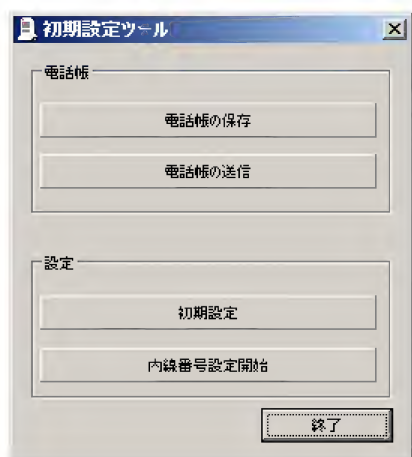 初期設定ツール
電話帳
電話帳の保存
電話帳の送信
設定
初期設定
内線番号設定開始
終了